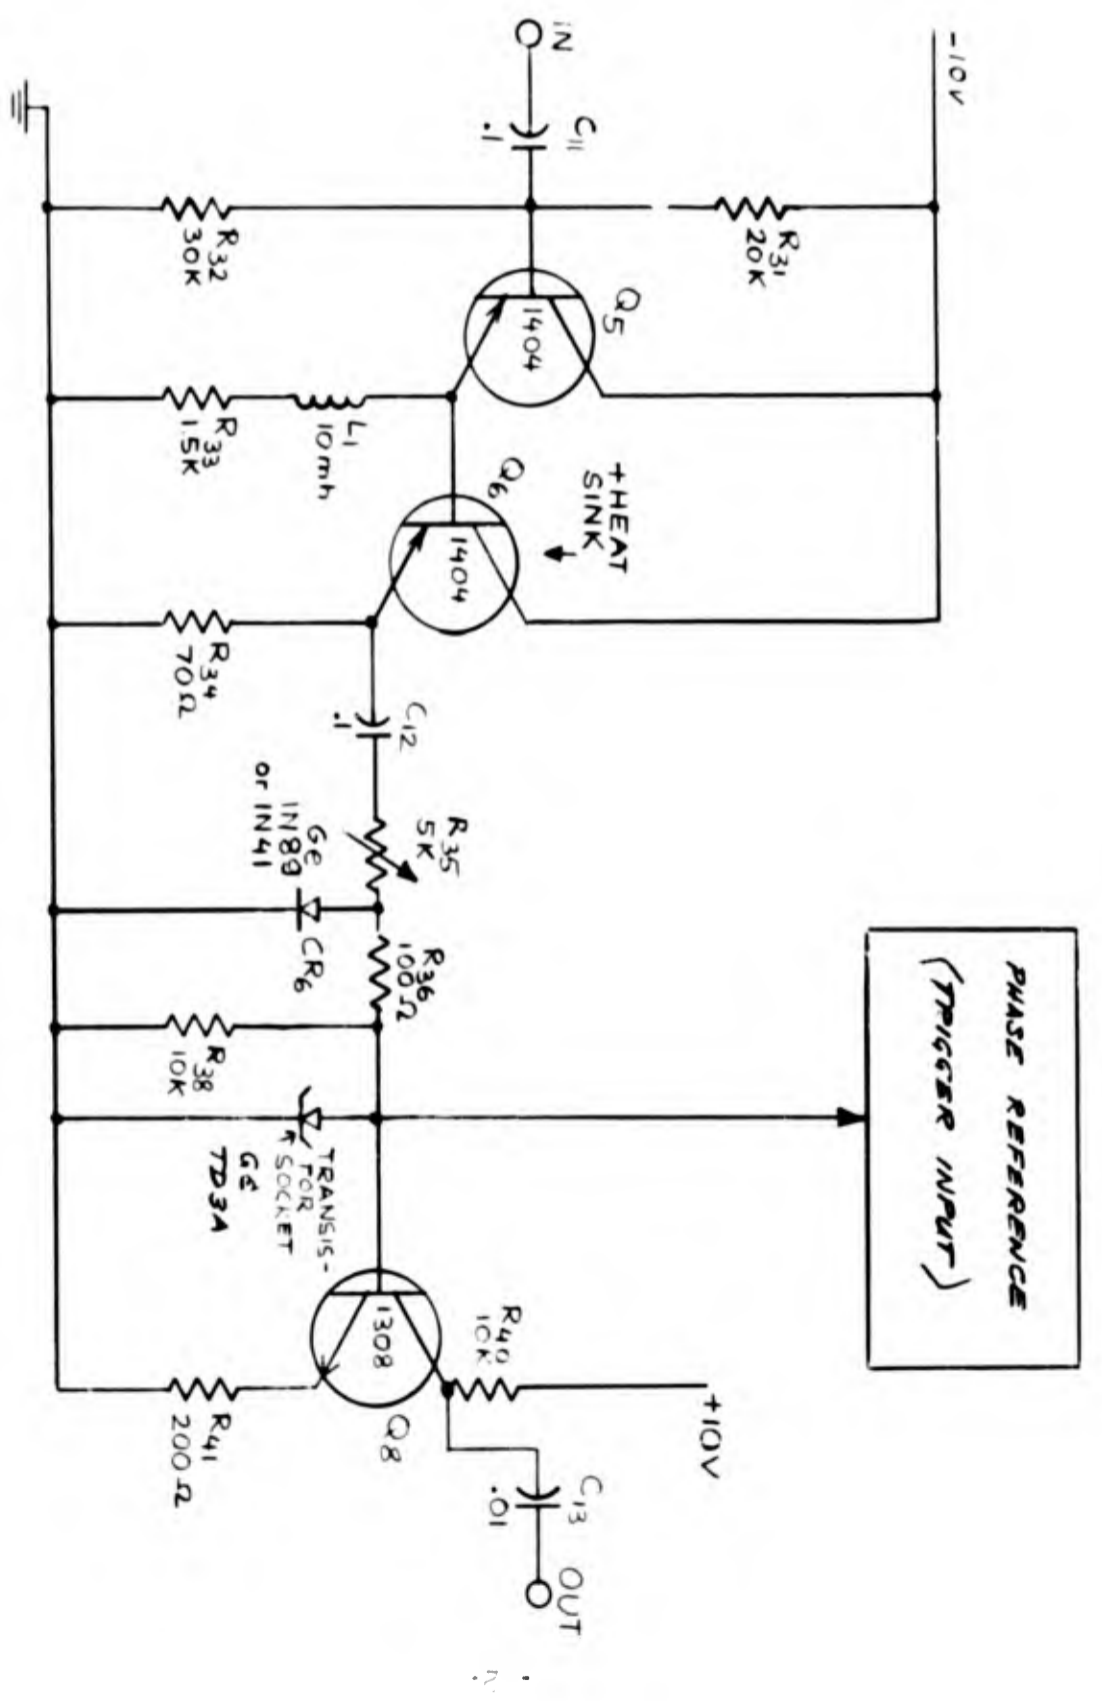 -10V
IN
C11
.1
R31
20K
R32
30K
Q5
1404
R33
1.5K
L1
10mh
Q6
1404
+HEAT
SINK
R34
70Ω
C12
.1
R35
5K
Ge
or 1N41
CR6
R36
100Ω
R38
10K
PHASE REFERENCE
(TRIGGER INPUT)
TRANSIS-
TOR
SOCKET
GE
TD3A
1308
Q8
R40
10K
+10V
R41
200Ω
C13
.01
OUT